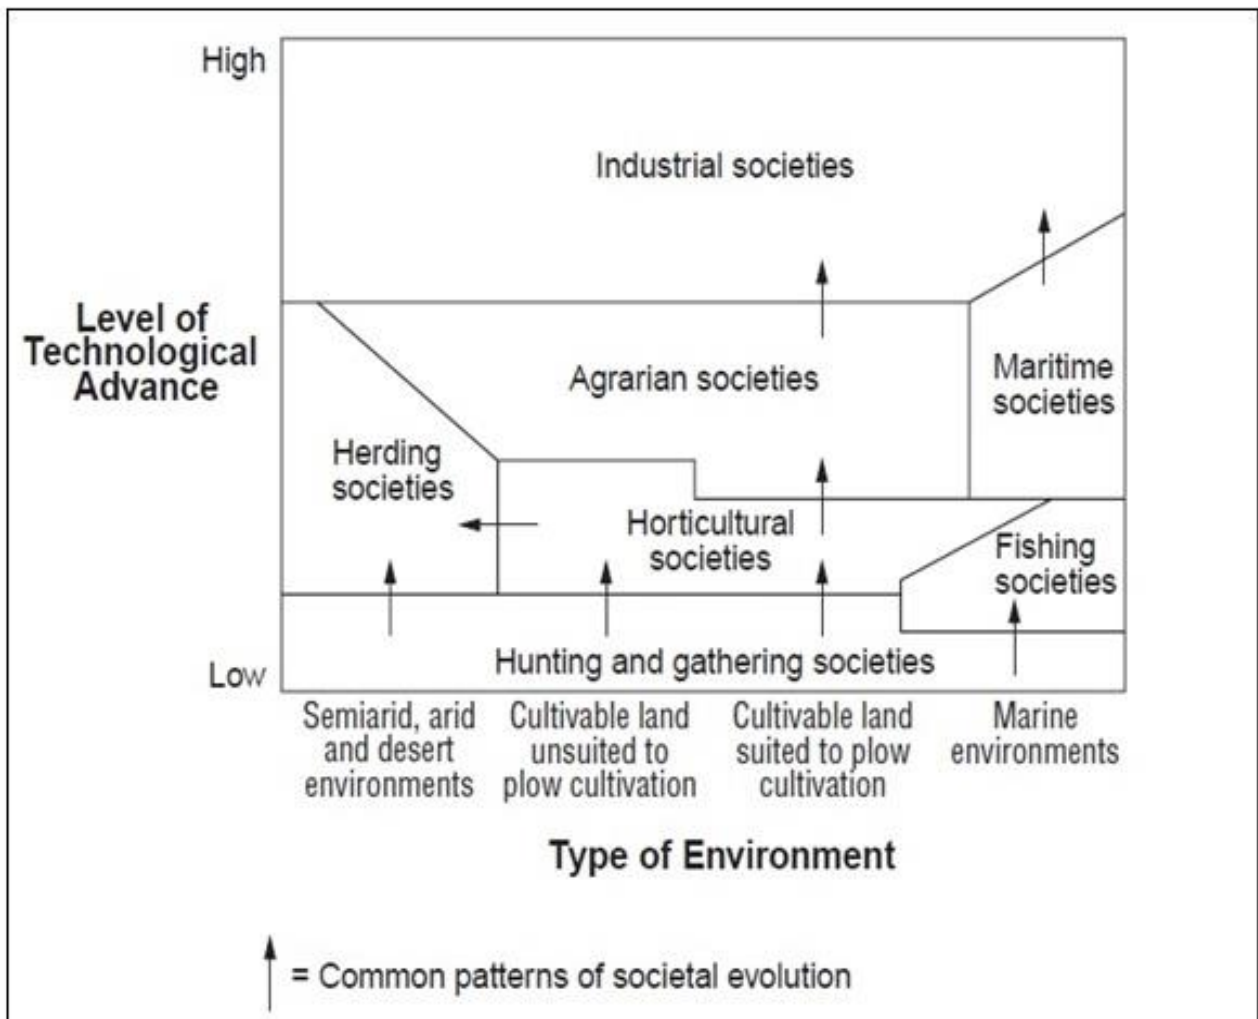 High
Industrial societies
Level of
Technological
Advance
Agrarian societies
Maritime
societies
Herding
societies
Horticultural
societies
Fishing
societies
Hunting and gathering societies
Low
Semiarid, arid
and desert
environments
Cultivable land
unsuited to
plow cultivation
Cultivable land
suited to plow
cultivation
Marine
environments
Type of Environment
= Common patterns of societal evolution